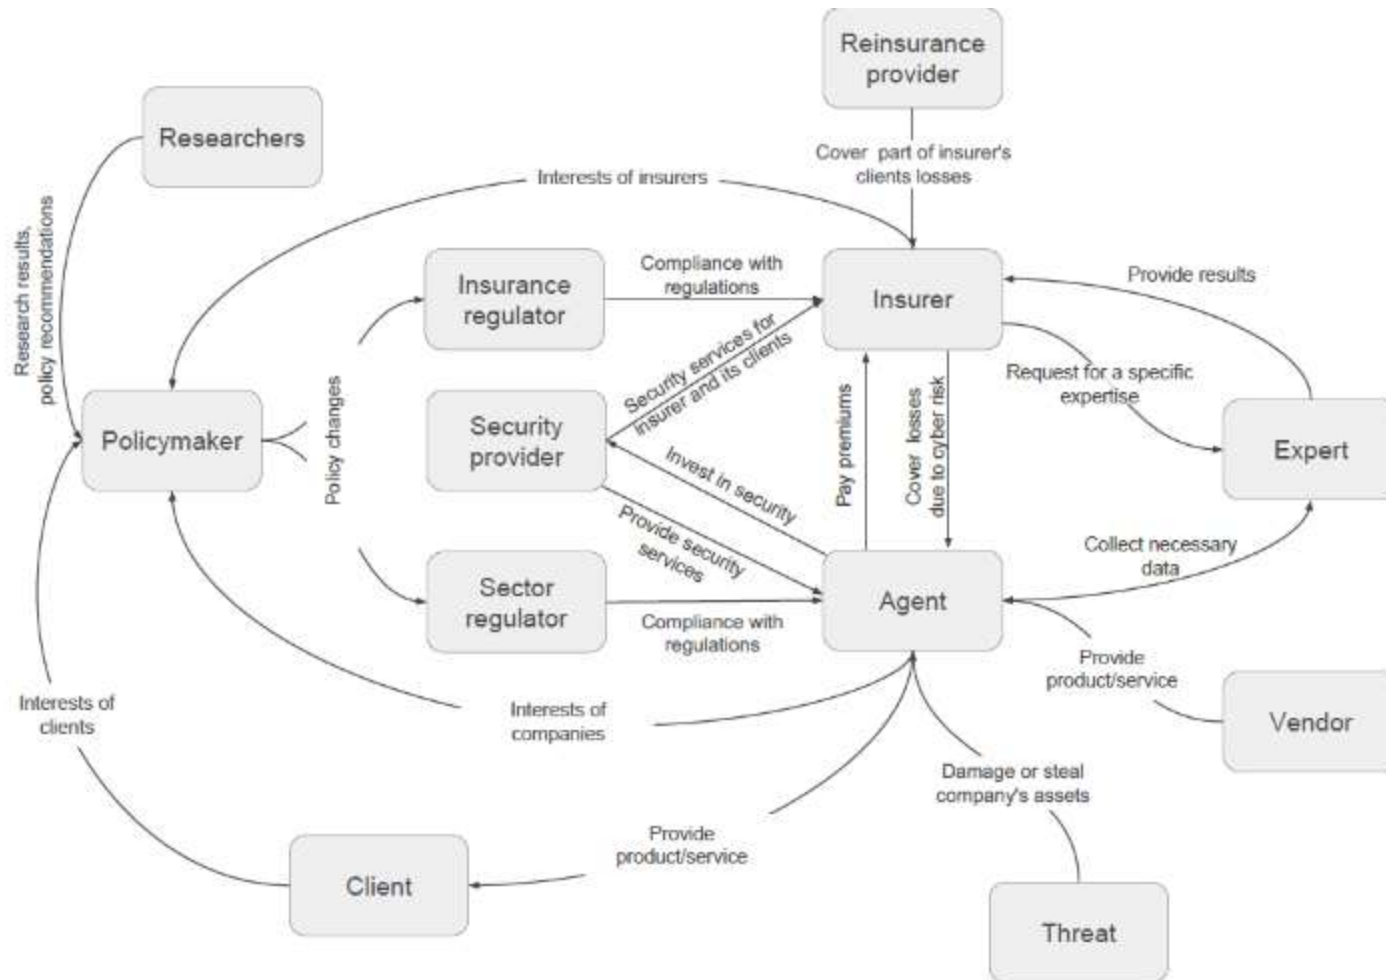 Reinsurance
provider
Researchers
Cover part of insurer's
clients losses
Interests of insurers
Research results,
policy recommendations
Insurance
regulator
Compliance with
regulations
Insurer
Provide results
Security services for
insurer and its clients
Request for a specific
expertise
Policymaker
Policy changes
Security
provider
Invest in security
Pay premiums
Cover losses
due to cyber risk
Expert
Provide security
services
Collect necessary
data
Sector
regulator
Compliance with
regulations
Agent
Provide
product/service
Interests of
clients
Interests of
companies
Vendor
Damage or steal
company's assets
Provide
product/service
Client
Threat